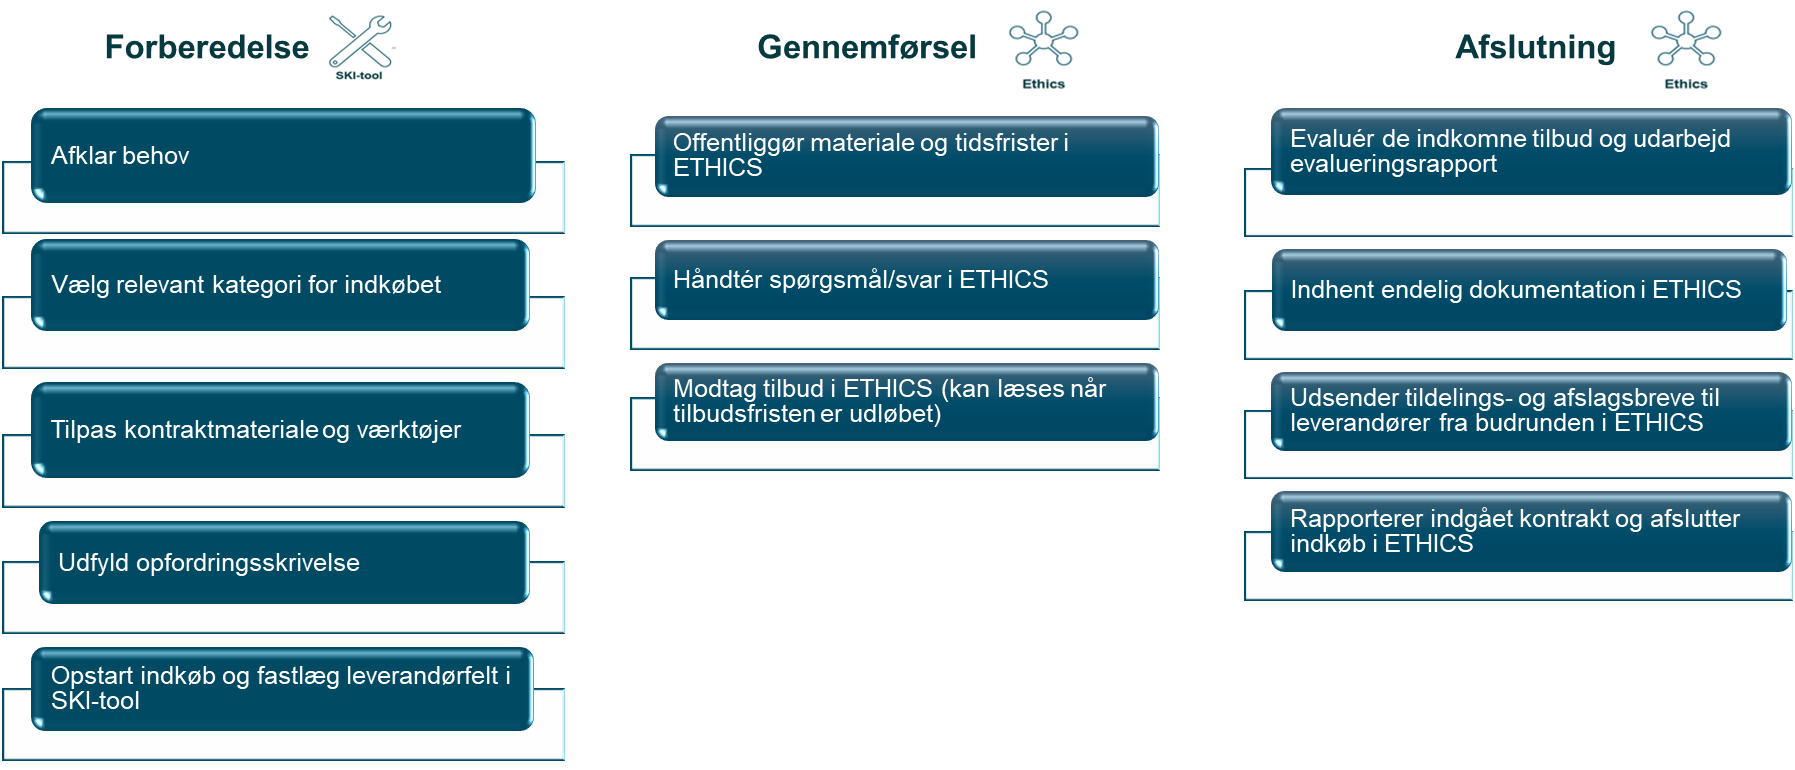 Forberedelse
SKI-tool
Afklar behov
Vælg relevant kategori for indkøbet
Tilpas kontraktmateriale og værktøjer
Udfyld opfordringsskrivelse
Opstart indkøb og fastlæg leverandørfelt i
SKI-tool
Gennemførsel
Ethics
Offentliggør materiale og tidsfrister i
ETHICS
Håndtér spørgsmål/svar i ETHICS
Modtag tilbud i ETHICS (kan læses når
tilbudsfristen er udløbet)
Afslutning
Ethics
Evaluér de indkomne tilbud og udarbejd
evalueringsrapport
Indhent endelig dokumentation i ETHICS
Udsender tildelings- og afslagsbreve til
leverandører fra budrunden i ETHICS
Rapporterer indgået kontrakt og afslutter
indkøb i ETHICS